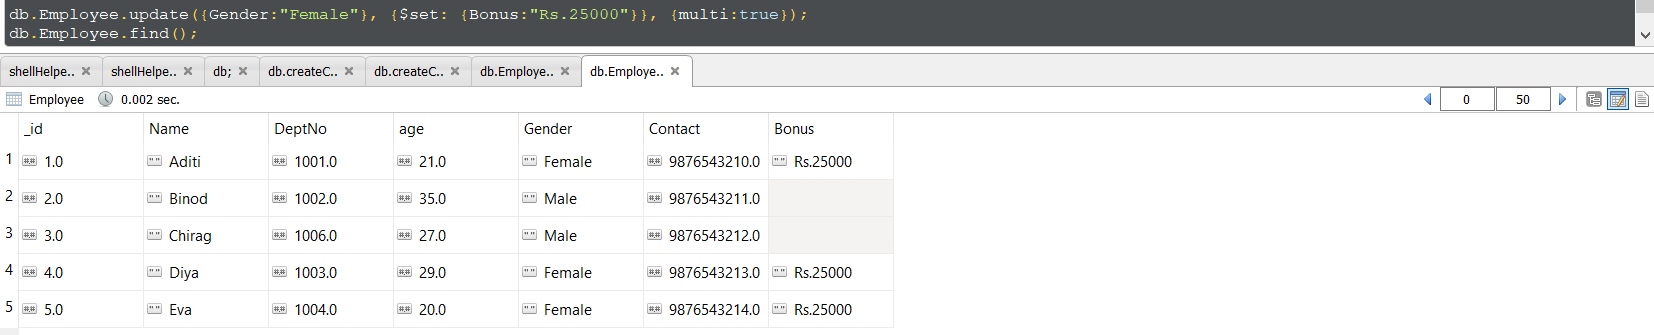 db.Employee.update({Gender:"Female"}, {$set: {Bonus:"Rs.25000"}}, {multi:true});
db.Employee.find();
shellHelpe.. shellHelpe.. db; db.createC.. db.createC.. db.Employe.. db.Employe..
Employee 0.002 sec. 0 50
_id Name DeptNo age Gender Contact Bonus
1 ## 1.0 "" Aditi ## 1001.0 ## 21.0 "" Female ## 9876543210.0 "" Rs.25000
2 ## 2.0 "" Binod ## 1002.0 ## 35.0 "" Male ## 9876543211.0
3 ## 3.0 "" Chirag ## 1006.0 ## 27.0 "" Male ## 9876543212.0
4 ## 4.0 "" Diya ## 1003.0 ## 29.0 "" Female ## 9876543213.0 "" Rs.25000
5 ## 5.0 "" Eva ## 1004.0 ## 20.0 "" Female ## 9876543214.0 "" Rs.25000